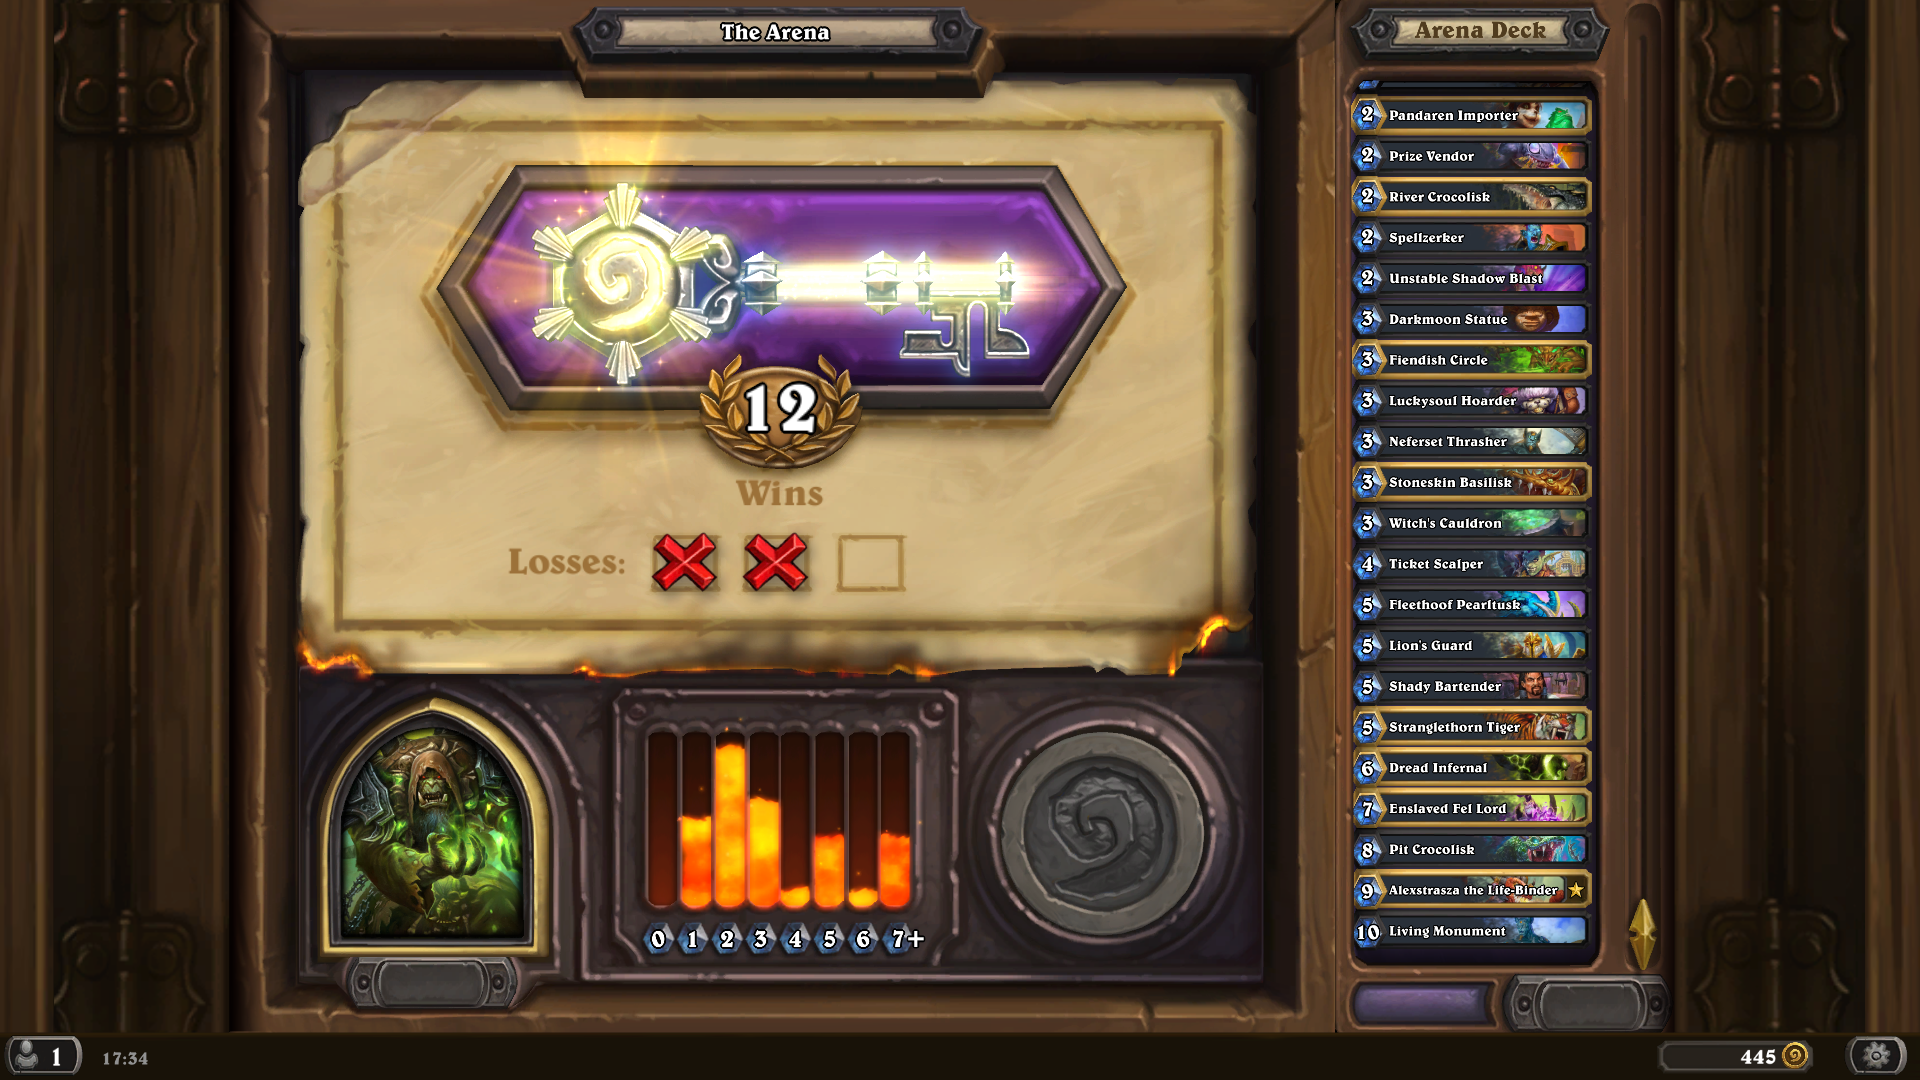 The Arena
12
Wins
Losses:
0 1 2 3 4 5 6 7+
Arena Deck
2 Pandaren Importer
2 Prize Vendor
2 River Crocolisk
2 Spellzerker
2 Unstable Shadow Blast
3 Darkmoon Statue
3 Fiendish Circle
3 Luckysoul Hoarder
3 Neferset Thrasher
3 Stoneskin Basilisk
3 Witch's Cauldron
4 Ticket Scalper
5 Fleethoof Pearltusk
5 Lion's Guard
5 Shady Bartender
5 Stranglethorn Tiger
6 Dread Infernal
7 Enslaved Fel Lord
8 Pit Crocolisk
9 Alexstrasza the Life-Binder
10 Living Monument
1 17:34
445